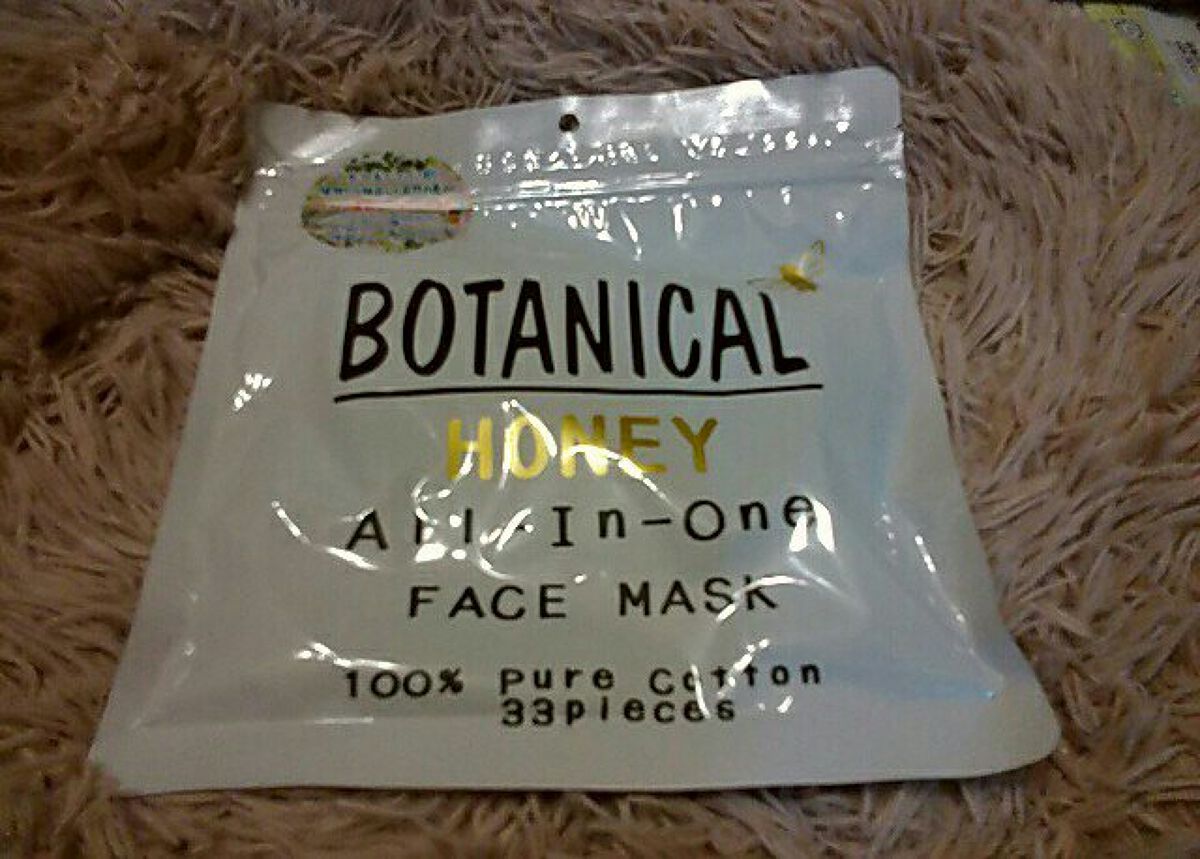 BOTANICAL
HONEY
All-In-One
FACE MASK
100% Pure Cotton
33pieces